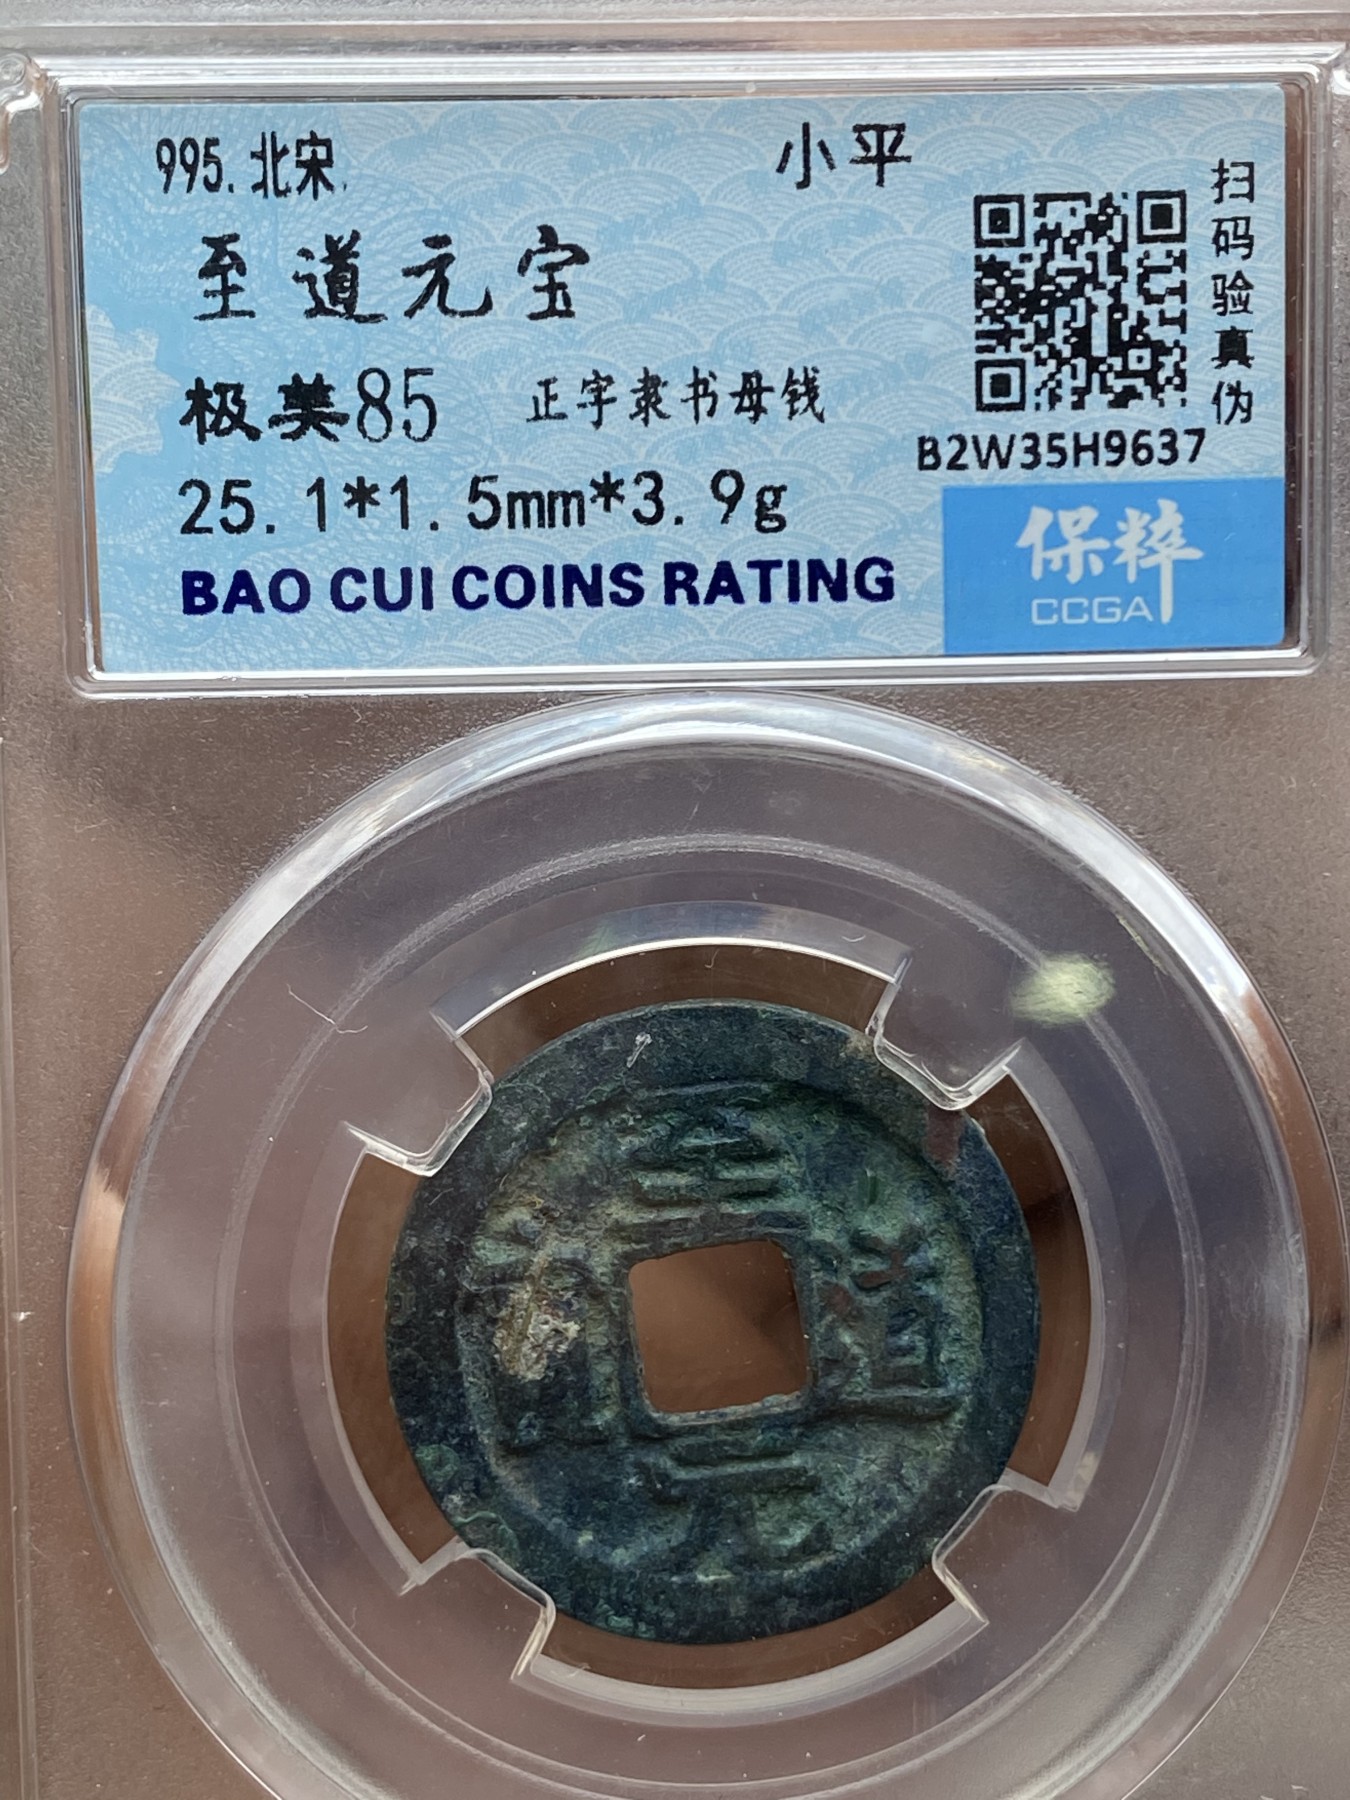 995.北宋
小平
至道元宝
极美85 正字隶书母钱
25.1*1.5mm*3.9g
BAO CUI COINS RATING
扫码验真伪
B2W35H9637
保粹
CCGA
至道元寳